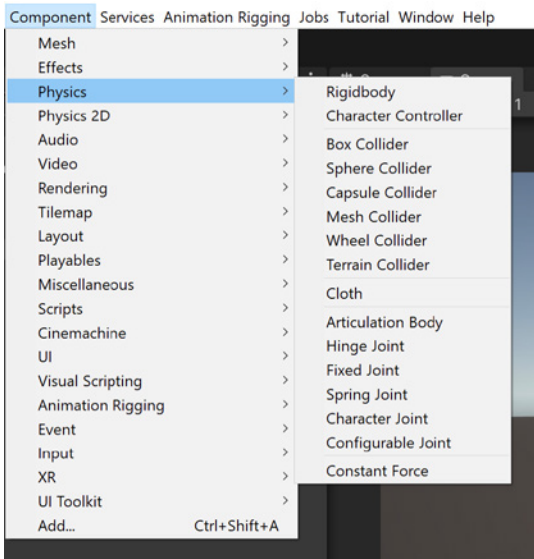 Component Services Animation Rigging Jobs Tutorial Window Help
Mesh
Effects
Physics
Physics 2D
Audio
Video
Rendering
Tilemap
Layout
Playables
Miscellaneous
Scripts
Cinemachine
UI
Visual Scripting
Animation Rigging
Event
Input
XR
UI Toolkit
Add... Ctrl+Shift+A
Rigidbody
Character Controller
Box Collider
Sphere Collider
Capsule Collider
Mesh Collider
Wheel Collider
Terrain Collider
Cloth
Articulation Body
Hinge Joint
Fixed Joint
Spring Joint
Character Joint
Configurable Joint
Constant Force
1